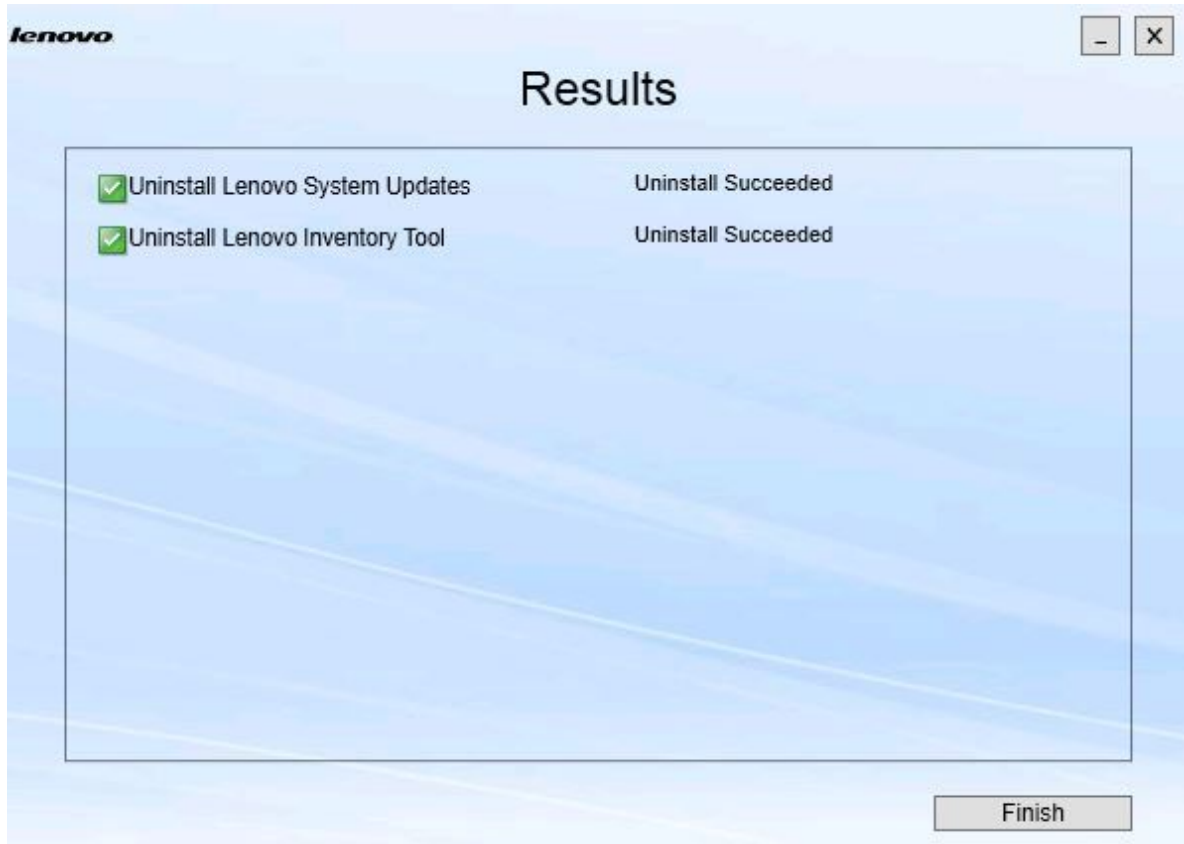 lenovo
Results
Uninstall Lenovo System Updates Uninstall Succeeded
Uninstall Lenovo Inventory Tool Uninstall Succeeded
Finish